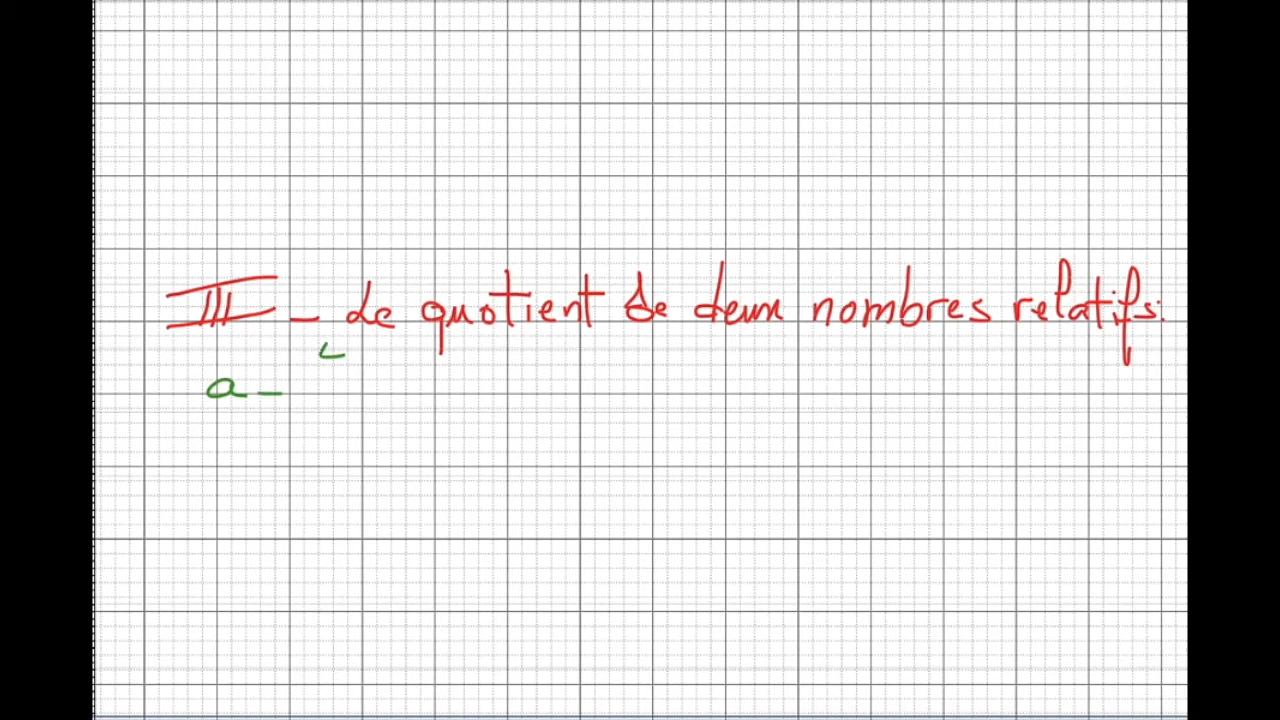 III - Le quotient de deux nombres relatifs:
a -